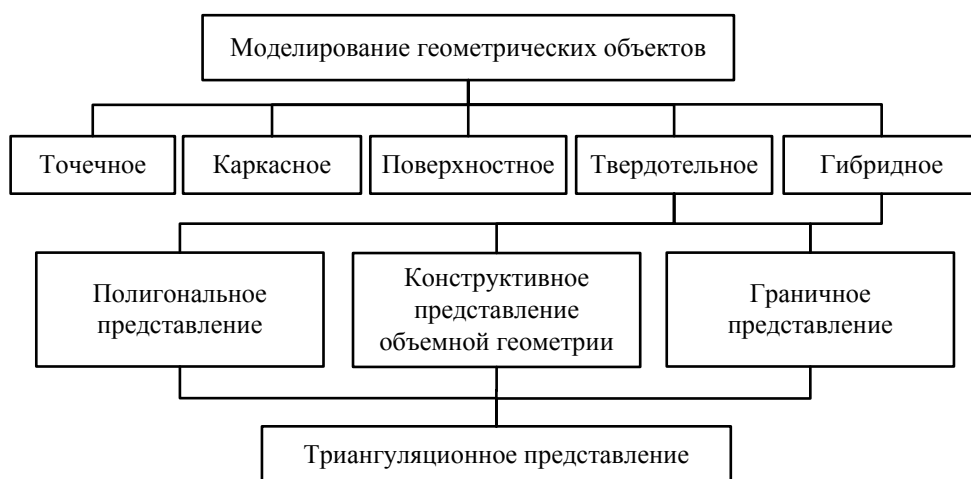 Моделирование геометрических объектов
Точечное
Каркасное
Поверхностное
Твердотельное
Гибридное
Полигональное
представление
Конструктивное
представление
объемной геометрии
Граничное
представление
Триангуляционное представление